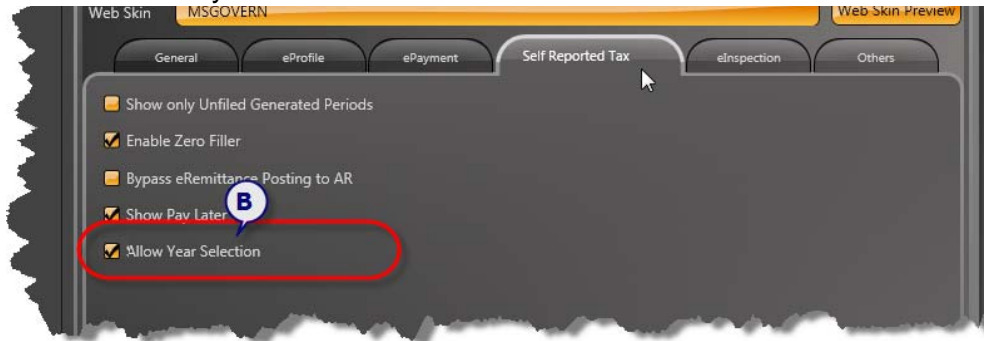 Web Skin MSGOVERN Web Skin Preview
General eProfile ePayment Self Reported Tax eInspection Others
Show only Unfiled Generated Periods
Enable Zero Filler
Bypass eRemittance Posting to AR
Show Pay Later
B
Allow Year Selection